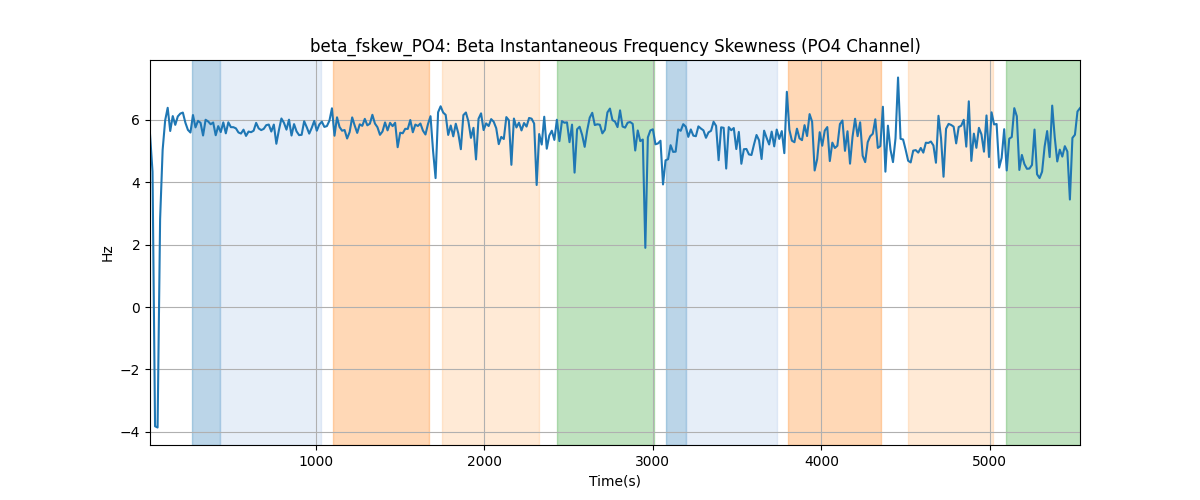 beta_fskew_PO4: Beta Instantaneous Frequency Skewness (PO4 Channel)
6
4
2
0
−2
−4
Hz
1000 2000 3000 4000 5000
Time(s)